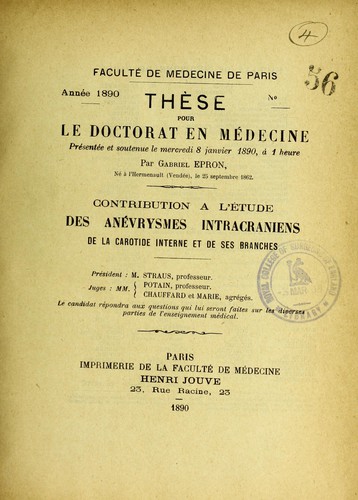 4
FACULTÉ DE MEDECINE DE PARIS
56
Année 1890
No
THÈSE
POUR
LE DOCTORAT EN MÉDECINE
Présentée et soutenue le mercredi 8 janvier 1890, à 1 heure
Par GABRIEL EPRON,
Né à l'Hermenault (Vendée), le 25 septembre 1862.
CONTRIBUTION A L'ÉTUDE
DES ANÉVRYSMES INTRACRANIENS
DE LA CAROTIDE INTERNE ET DE SES BRANCHES
Président : M. STRAUS, professeur.
Juges : MM. { POTAIN, professeur.
CHAUFFARD et MARIE, agrégés.
Le candidat répondra aux questions qui lui seront faites sur les diverses
parties de l'enseignement médical.
PARIS
IMPRIMERIE DE LA FACULTÉ DE MÉDECINE
HENRI JOUVE
23, Rue Racine, 23
1890